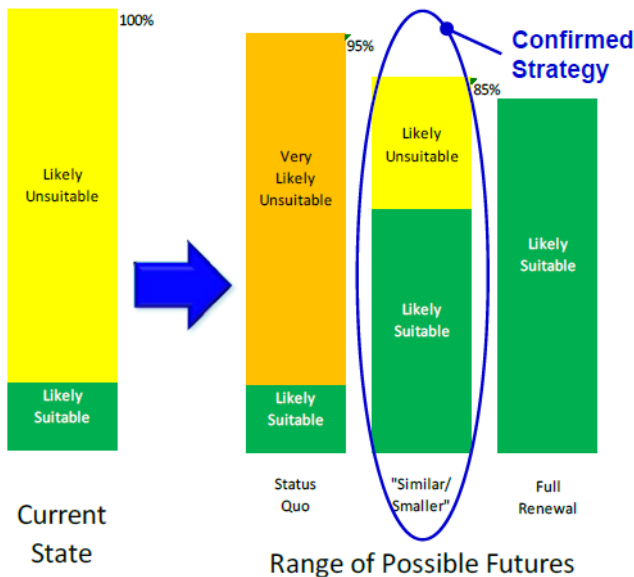 100%
Likely
Unsuitable
Likely
Suitable
Current
State
95%
Very
Likely
Unsuitable
Likely
Suitable
Status
Quo
Confirmed
Strategy
85%
Likely
Unsuitable
Likely
Suitable
"Similar/
Smaller"
Likely
Suitable
Full
Renewal
Range of Possible Futures